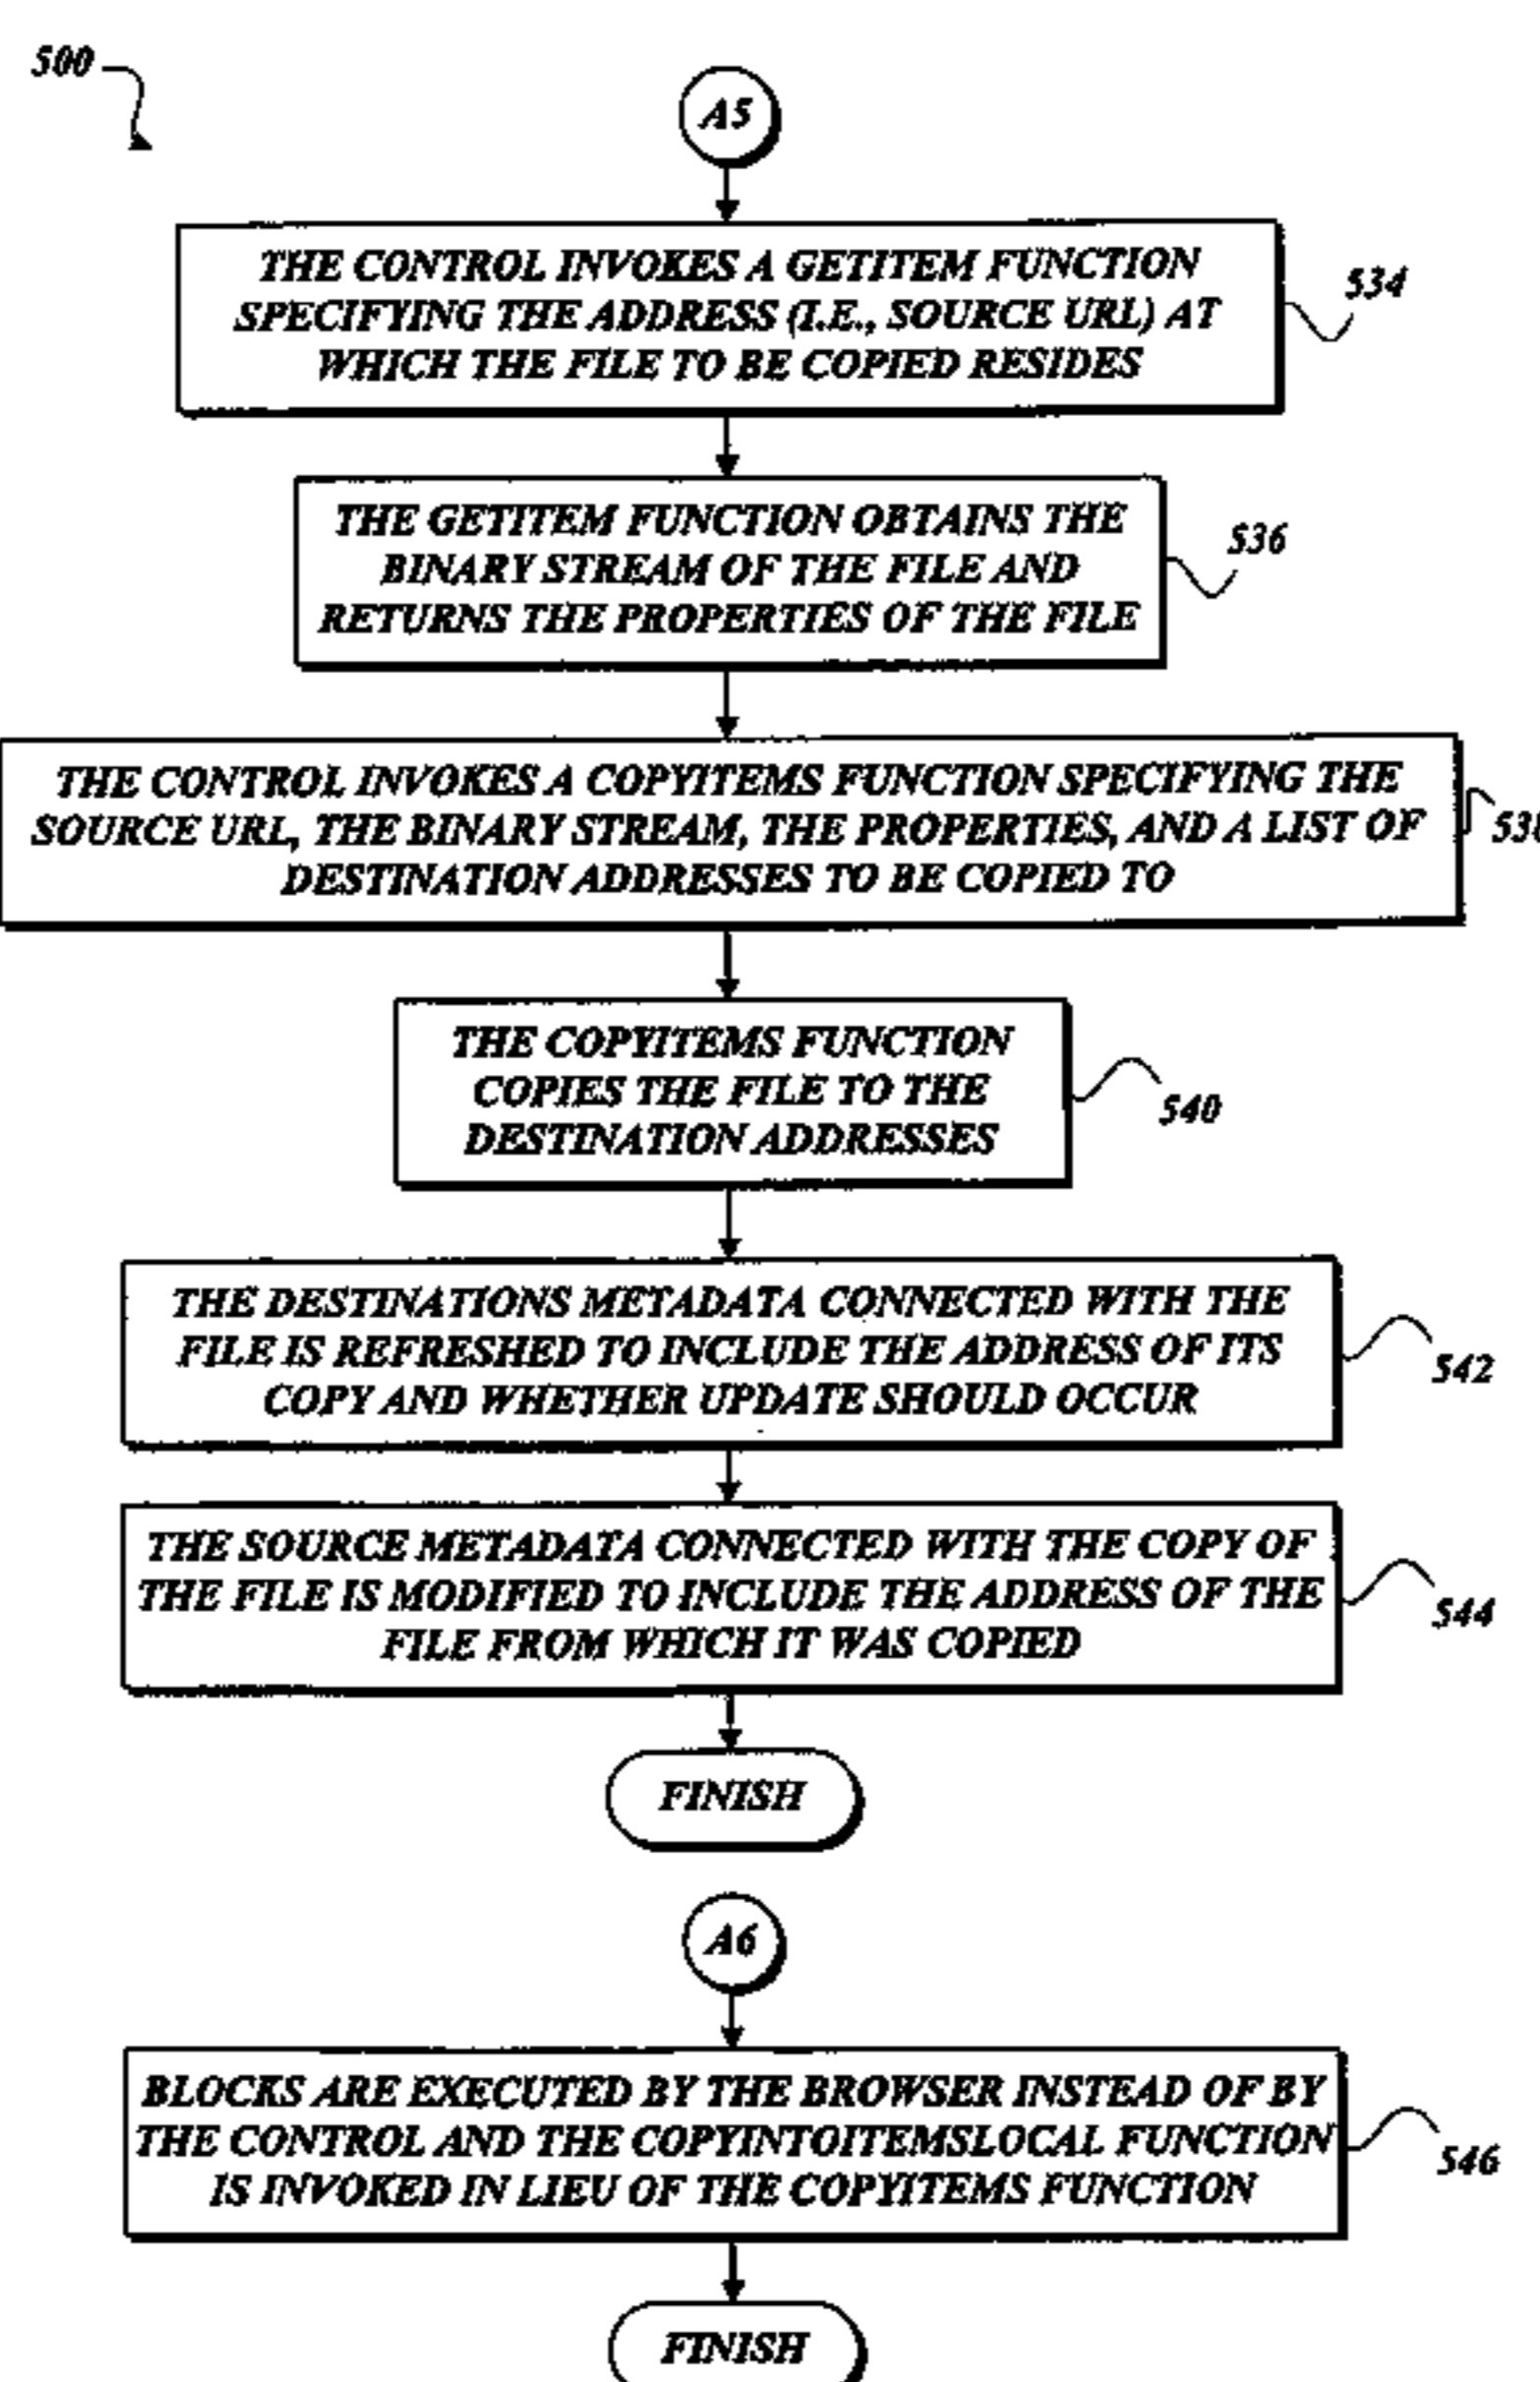 500
A5
THE CONTROL INVOKES A GETITEM FUNCTION
SPECIFYING THE ADDRESS (I.E., SOURCE URL) AT
WHICH THE FILE TO BE COPIED RESIDES
534
THE GETITEM FUNCTION OBTAINS THE
BINARY STREAM OF THE FILE AND
RETURNS THE PROPERTIES OF THE FILE
536
THE CONTROL INVOKES A COPYITEMS FUNCTION SPECIFYING THE
SOURCE URL, THE BINARY STREAM, THE PROPERTIES, AND A LIST OF
DESTINATION ADDRESSES TO BE COPIED TO
THE COPYITEMS FUNCTION
COPIES THE FILE TO THE
DESTINATION ADDRESSES
540
THE DESTINATIONS METADATA CONNECTED WITH THE
FILE IS REFRESHED TO INCLUDE THE ADDRESS OF ITS
COPY AND WHETHER UPDATE SHOULD OCCUR
542
THE SOURCE METADATA CONNECTED WITH THE COPY OF
THE FILE IS MODIFIED TO INCLUDE THE ADDRESS OF THE
FILE FROM WHICH IT WAS COPIED
544
FINISH
A6
BLOCKS ARE EXECUTED BY THE BROWSER INSTEAD OF BY
THE CONTROL AND THE COPYINTOITEMSLOCAL FUNCTION
IS INVOKED IN LIEU OF THE COPYITEMS FUNCTION
546
FINISH